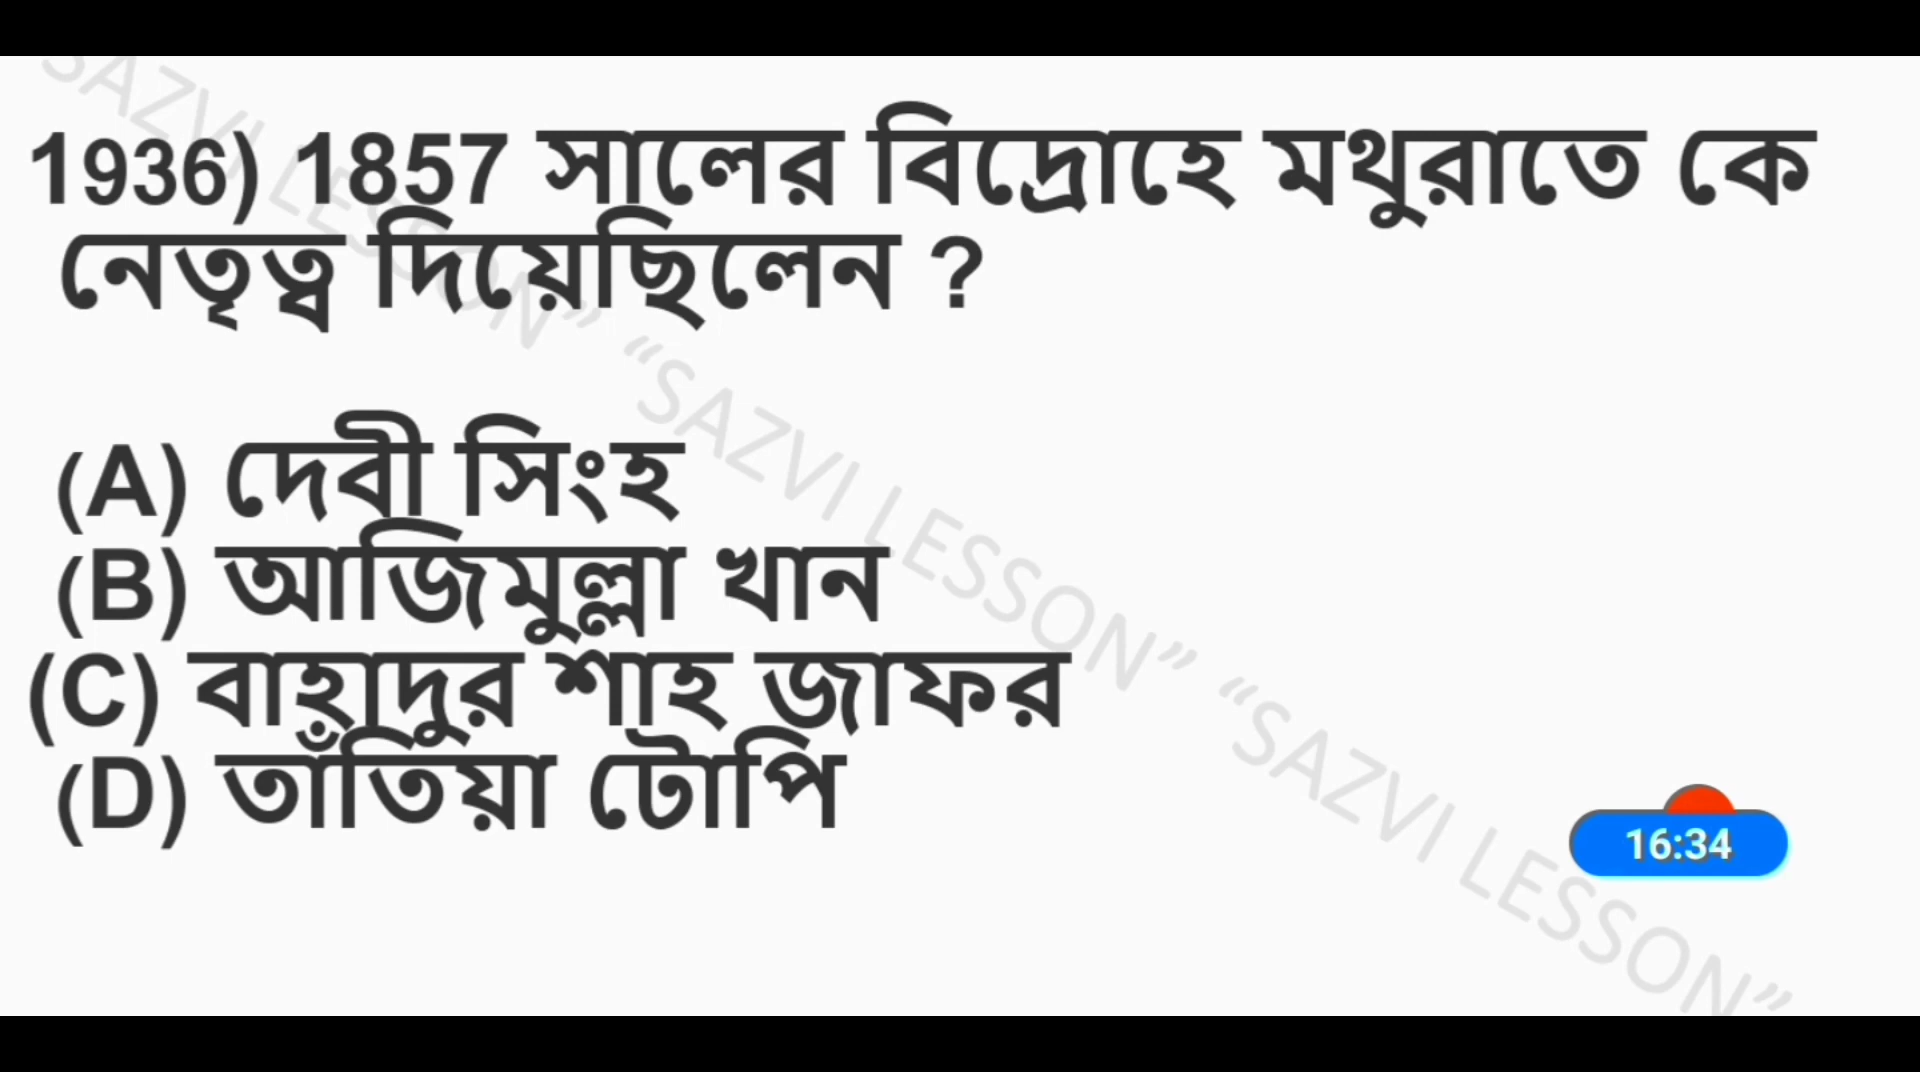 1936) 1857 সালের বিদ্রোহে মথুরাতে কে
নেতৃত্ব দিয়েছিলেন ?
(A) দেবী সিংহ
(B) আজিমুল্লা খান
(C) বাহাদুর শাহ জাফর
(D) তাঁতিয়া টোপি
16:34
SAZVI LESSON” “SAZVI LESSON” “SAZVI LESSON”